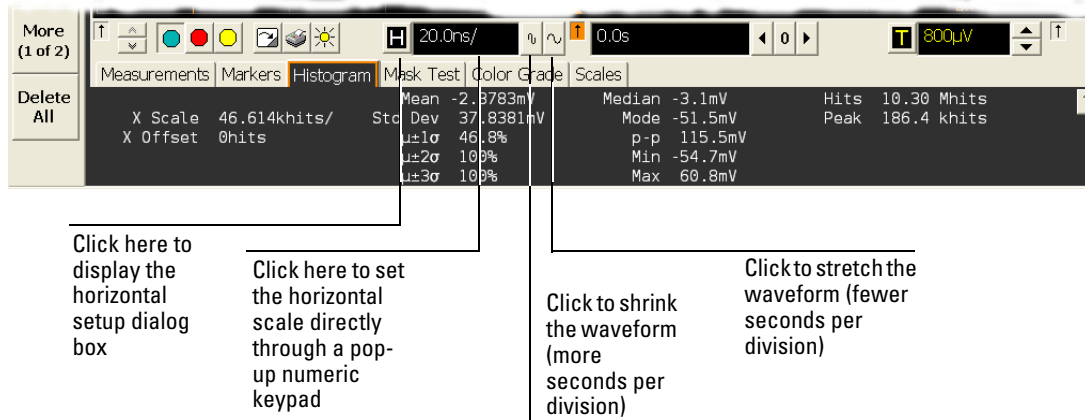 More
(1 of 2)
Delete
All
H 20.0ns/ 0.0s 0 T 800µV
Measurements Markers Histogram Mask Test Color Grade Scales
Mean -2.3783mV Median -3.1mV Hits 10.30 Mhits
X Scale 46.614khits/ Std Dev 37.8381mV Mode -51.5mV Peak 186.4 khits
X Offset 0hits µ±1σ 46.8% p-p 115.5mV
µ±2σ 100% Min -54.7mV
µ±3σ 100% Max 60.8mV
Click here to
display the
horizontal
setup dialog
box
Click here to set
the horizontal
scale directly
through a pop-
up numeric
keypad
Click to shrink
the waveform
(more
seconds per
division)
Click to stretch the
waveform (fewer
seconds per
division)